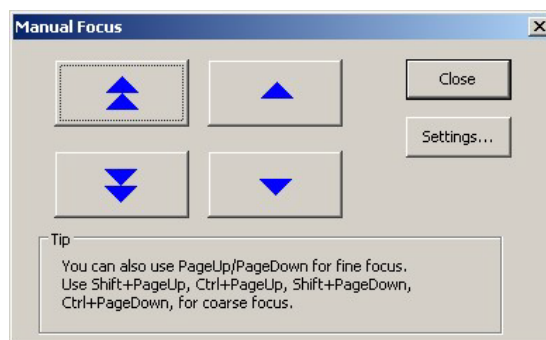 Manual Focus
Close
Settings...
Tip
You can also use PageUp/PageDown for fine focus.
Use Shift+PageUp, Ctrl+PageUp, Shift+PageDown,
Ctrl+PageDown, for coarse focus.